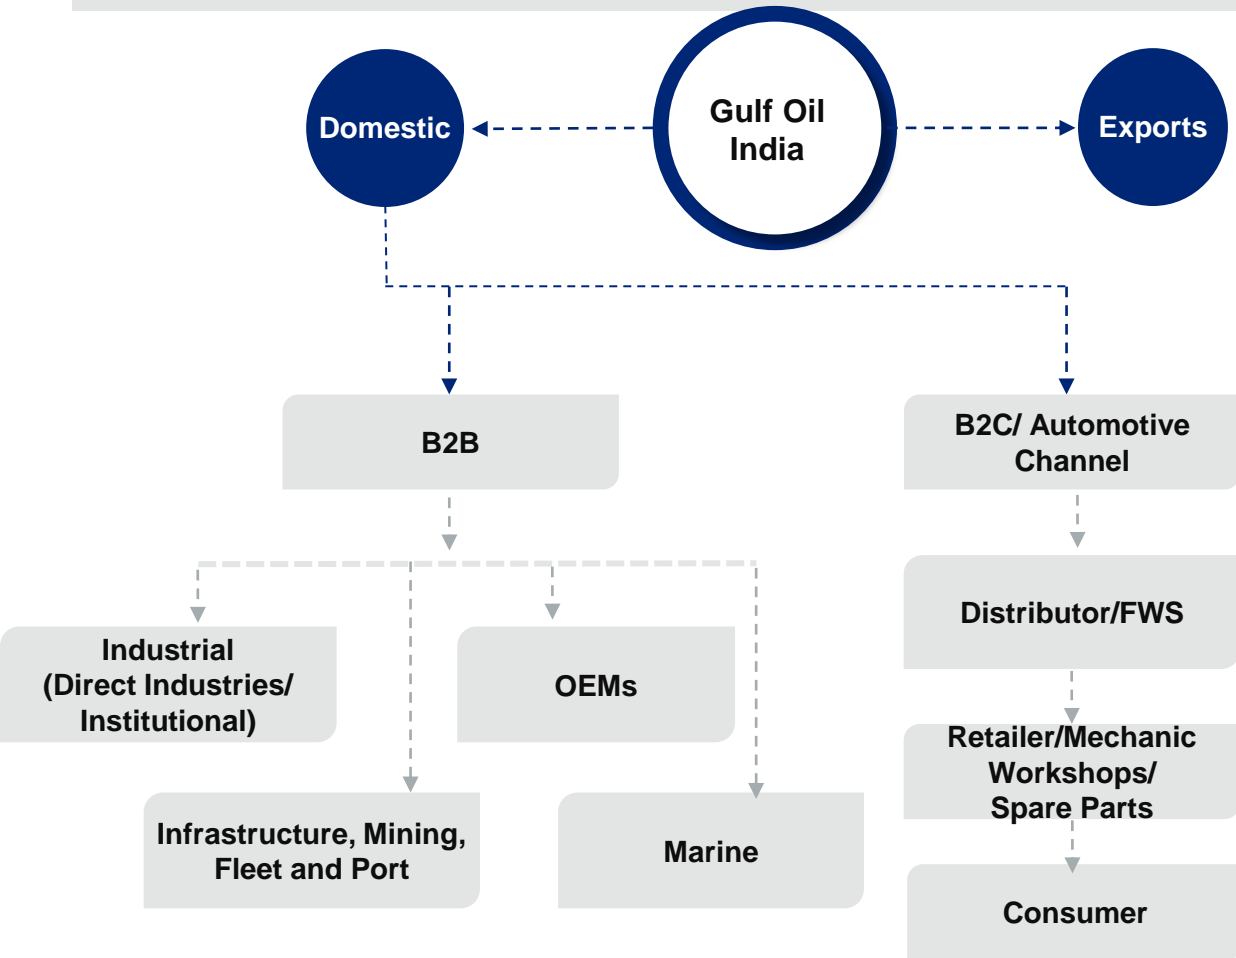 Gulf Oil
India
Domestic
Exports
B2B
B2C/ Automotive
Channel
Industrial
(Direct Industries/
Institutional)
OEMs
Distributor/FWS
Infrastructure, Mining,
Fleet and Port
Marine
Retailer/Mechanic
Workshops/
Spare Parts
Consumer